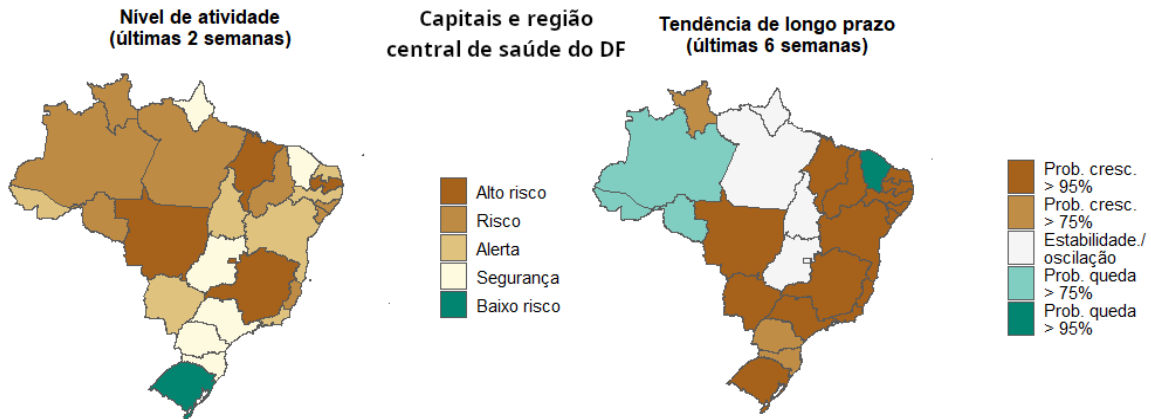 Nível de atividade
(últimas 2 semanas)
Capitais e região
central de saúde do DF
Tendência de longo prazo
(últimas 6 semanas)
Alto risco
Risco
Alerta
Segurança
Baixo risco
Prob. cresc.
> 95%
Prob. cresc.
> 75%
Estabilidade./
oscilação
Prob. queda
> 75%
Prob. queda
> 95%